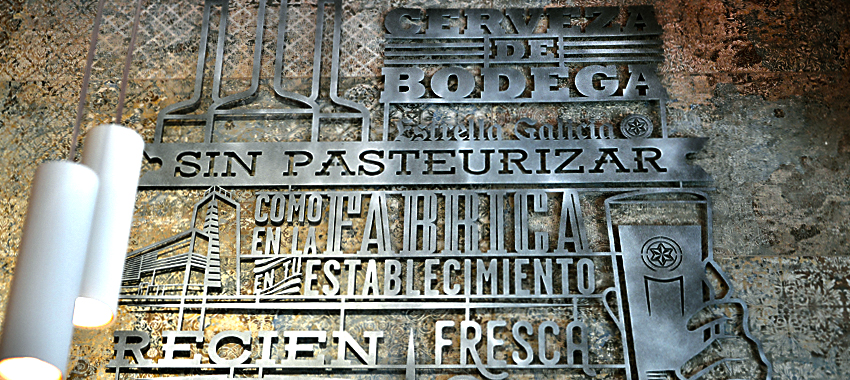 CERVEZA
DE
BODEGA
Estrella Galicia
SIN PASTEURIZAR
COMO
EN LA FABRICA
EN TU ESTABLECIMIENTO
RECIEN FRESCA